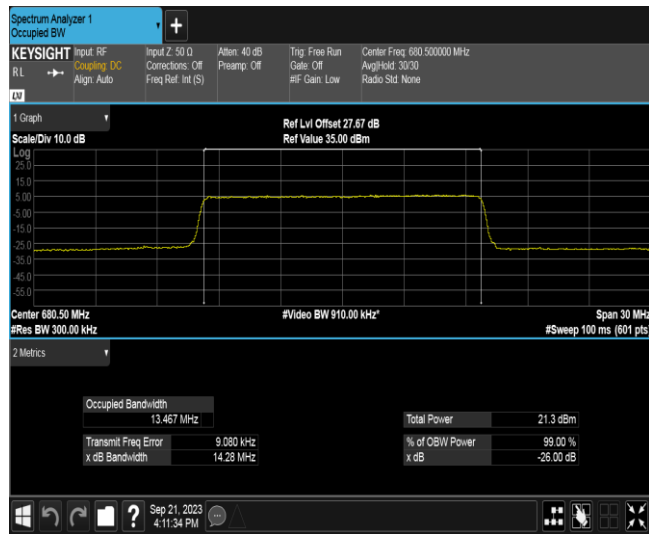 Spectrum Analyzer 1
Occupied BW
+
KEYSIGHT
RL
LXI
Input: RF
Coupling: DC
Align: Auto
Input Z: 50 Ω
Corrections: Off
Freq Ref: Int (S)
Atten: 40 dB
Preamp: Off
Trig: Free Run
Gate: Off
#IF Gain: Low
Center Freq: 680.500000 MHz
Avg|Hold: 30/30
Radio Std: None
1 Graph
Scale/Div 10.0 dB
Ref Lvl Offset 27.67 dB
Ref Value 35.00 dBm
Log
25.0
15.0
5.00
-5.00
-15.0
-25.0
-35.0
-45.0
-55.0
Center 680.50 MHz
#Video BW 910.00 kHz*
Span 30 MHz
#Res BW 300.00 kHz
#Sweep 100 ms (601 pts)
2 Metrics
Occupied Bandwidth
13.467 MHz
Total Power 21.3 dBm
Transmit Freq Error 9.080 kHz
% of OBW Power 99.00 %
x dB Bandwidth 14.28 MHz
x dB -26.00 dB
?
Sep 21, 2023
4:11:34 PM